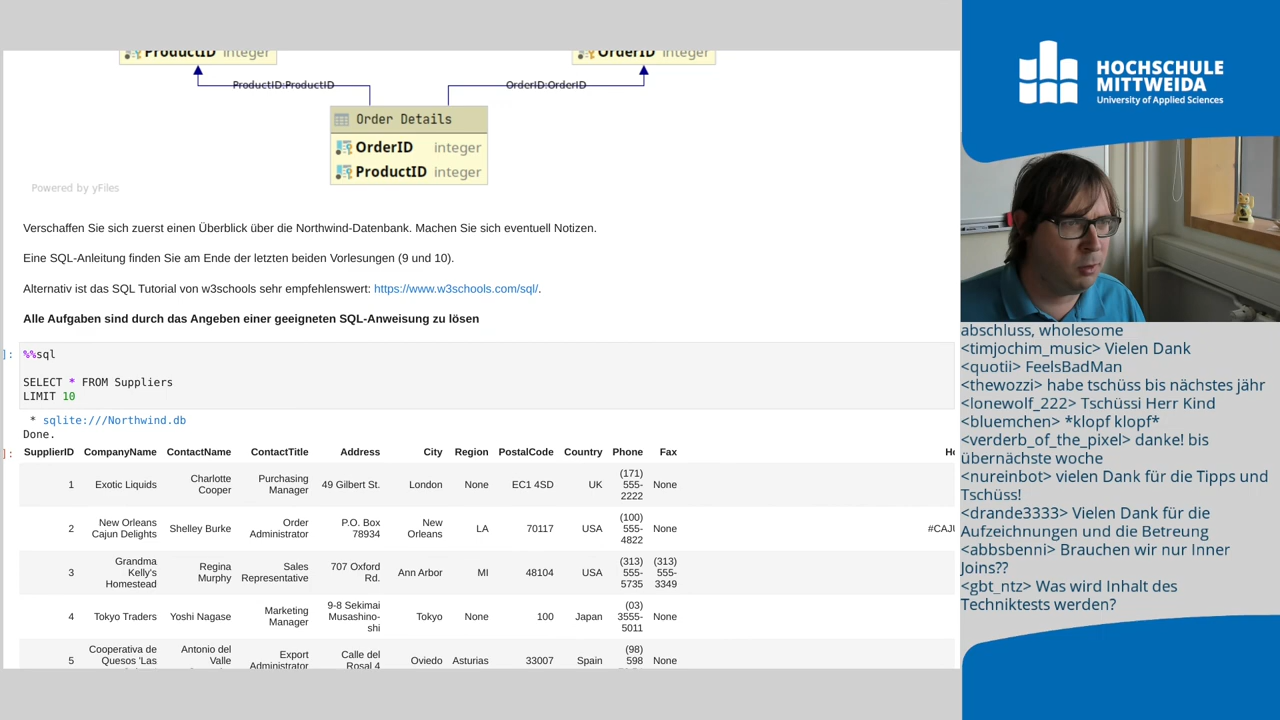 ProductID integer
OrderID integer
ProductID:ProductID
OrderID:OrderID
Order Details
OrderID integer
ProductID integer
Powered by yFiles
Verschaffen Sie sich zuerst einen Überblick über die Northwind-Datenbank. Machen Sie sich eventuell Notizen.
Eine SQL-Anleitung finden Sie am Ende der letzten beiden Vorlesungen (9 und 10).
Alternativ ist das SQL Tutorial von w3schools sehr empfehlenswert: https://www.w3schools.com/sql/.
Alle Aufgaben sind durch das Angeben einer geeigneten SQL-Anweisung zu lösen
]: %%sql
SELECT * FROM Suppliers
LIMIT 10
* sqlite:///Northwind.db
Done.
]: SupplierID CompanyName ContactName ContactTitle Address City Region PostalCode Country Phone Fax
1 Exotic Liquids Charlotte Cooper Purchasing Manager 49 Gilbert St. London None EC1 4SD UK (171) 555-2222 None
2 New Orleans Cajun Delights Shelley Burke Order Administrator P.O. Box 78934 New Orleans LA 70117 USA (100) 555-4822 None #CAJU
3 Grandma Kelly's Homestead Regina Murphy Sales Representative 707 Oxford Rd. Ann Arbor MI 48104 USA (313) 555-5735 (313) 555-3349
4 Tokyo Traders Yoshi Nagase Marketing Manager 9-8 Sekimai Musashino-shi Tokyo None 100 Japan (03) 3555-5011 None
5 Cooperativa de Quesos 'Las Antonio del Valle Export Administrator Calle del Rosal 4 Oviedo Asturias 33007 Spain (98) 598 None
HOCHSCHULE
MITTWEIDA
University of Applied Sciences
abschluss, wholesome
<timjochim_music> Vielen Dank
<quotii> FeelsBadMan
<thewozzi> habe tschüss bis nächstes jähr
<lonewolf_222> Tschüssi Herr Kind
<bluemchen> *klopf klopf*
<verderb_of_the_pixel> danke! bis
übernächste woche
<nureinbot> vielen Dank für die Tipps und
Tschüss!
<drande3333> Vielen Dank für die
Aufzeichnungen und die Betreung
<abbsbenni> Brauchen wir nur Inner
Joins??
<gbt_ntz> Was wird Inhalt des
Techniktests werden?